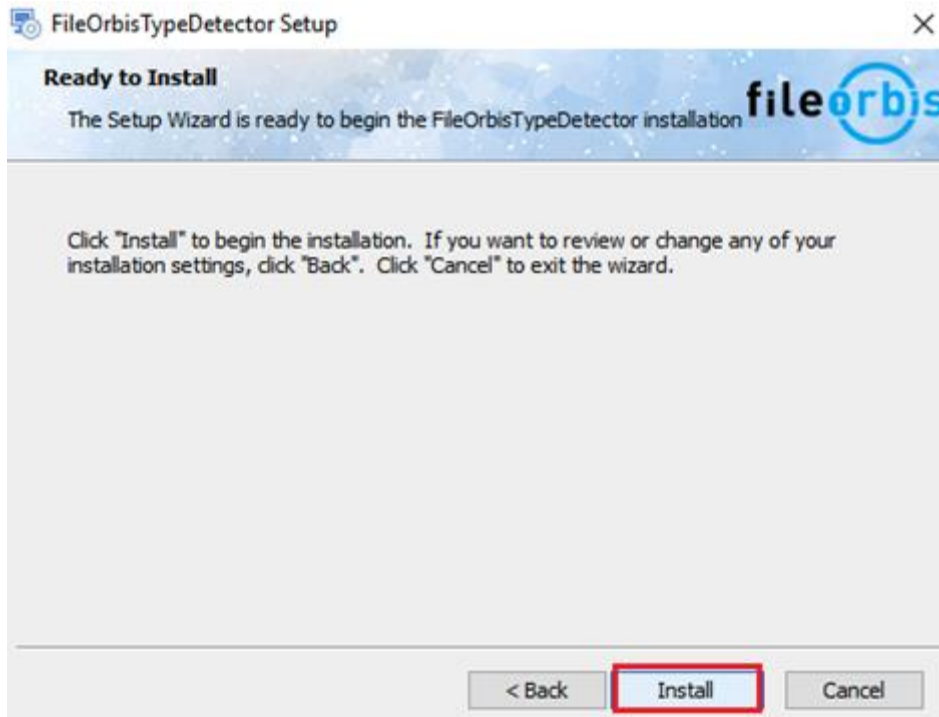 FileOrbisTypeDetector Setup
Ready to Install
The Setup Wizard is ready to begin the FileOrbisTypeDetector installation
fileorbis
Click "Install" to begin the installation. If you want to review or change any of your
installation settings, click "Back". Click "Cancel" to exit the wizard.
< Back
Install
Cancel